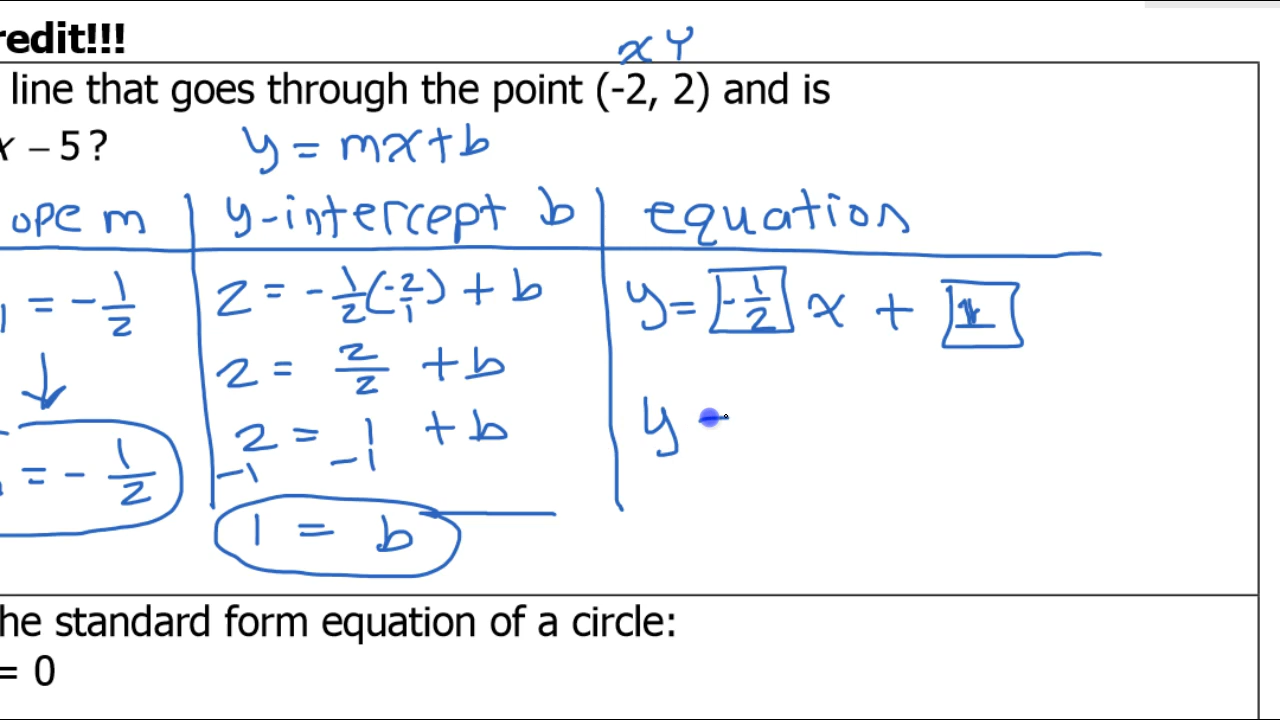 redit!!!
x Y
line that goes through the point (-2, 2) and is
x – 5?
y = mx+b
ope m | y-intercept b | equation
= - 1/2
2 = - 1/2 (-2/1) + b
y = -1/2 x + 1
2 = 2/2 + b
2 = 1 + b
-1 -1
= - 1/2
y =
1 = b
he standard form equation of a circle:
= 0